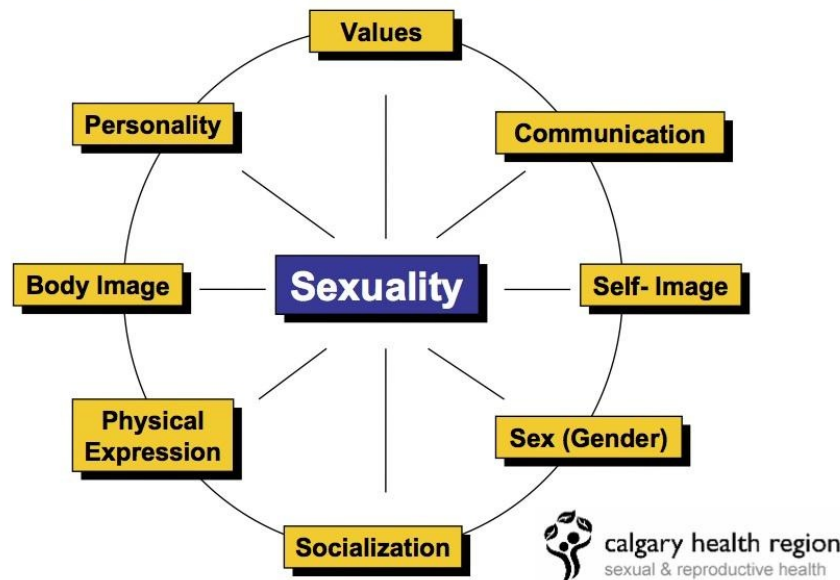 Values
Personality
Communication
Body Image
Sexuality
Self- Image
Physical
Expression
Sex (Gender)
Socialization
calgary health region
sexual & reproductive health